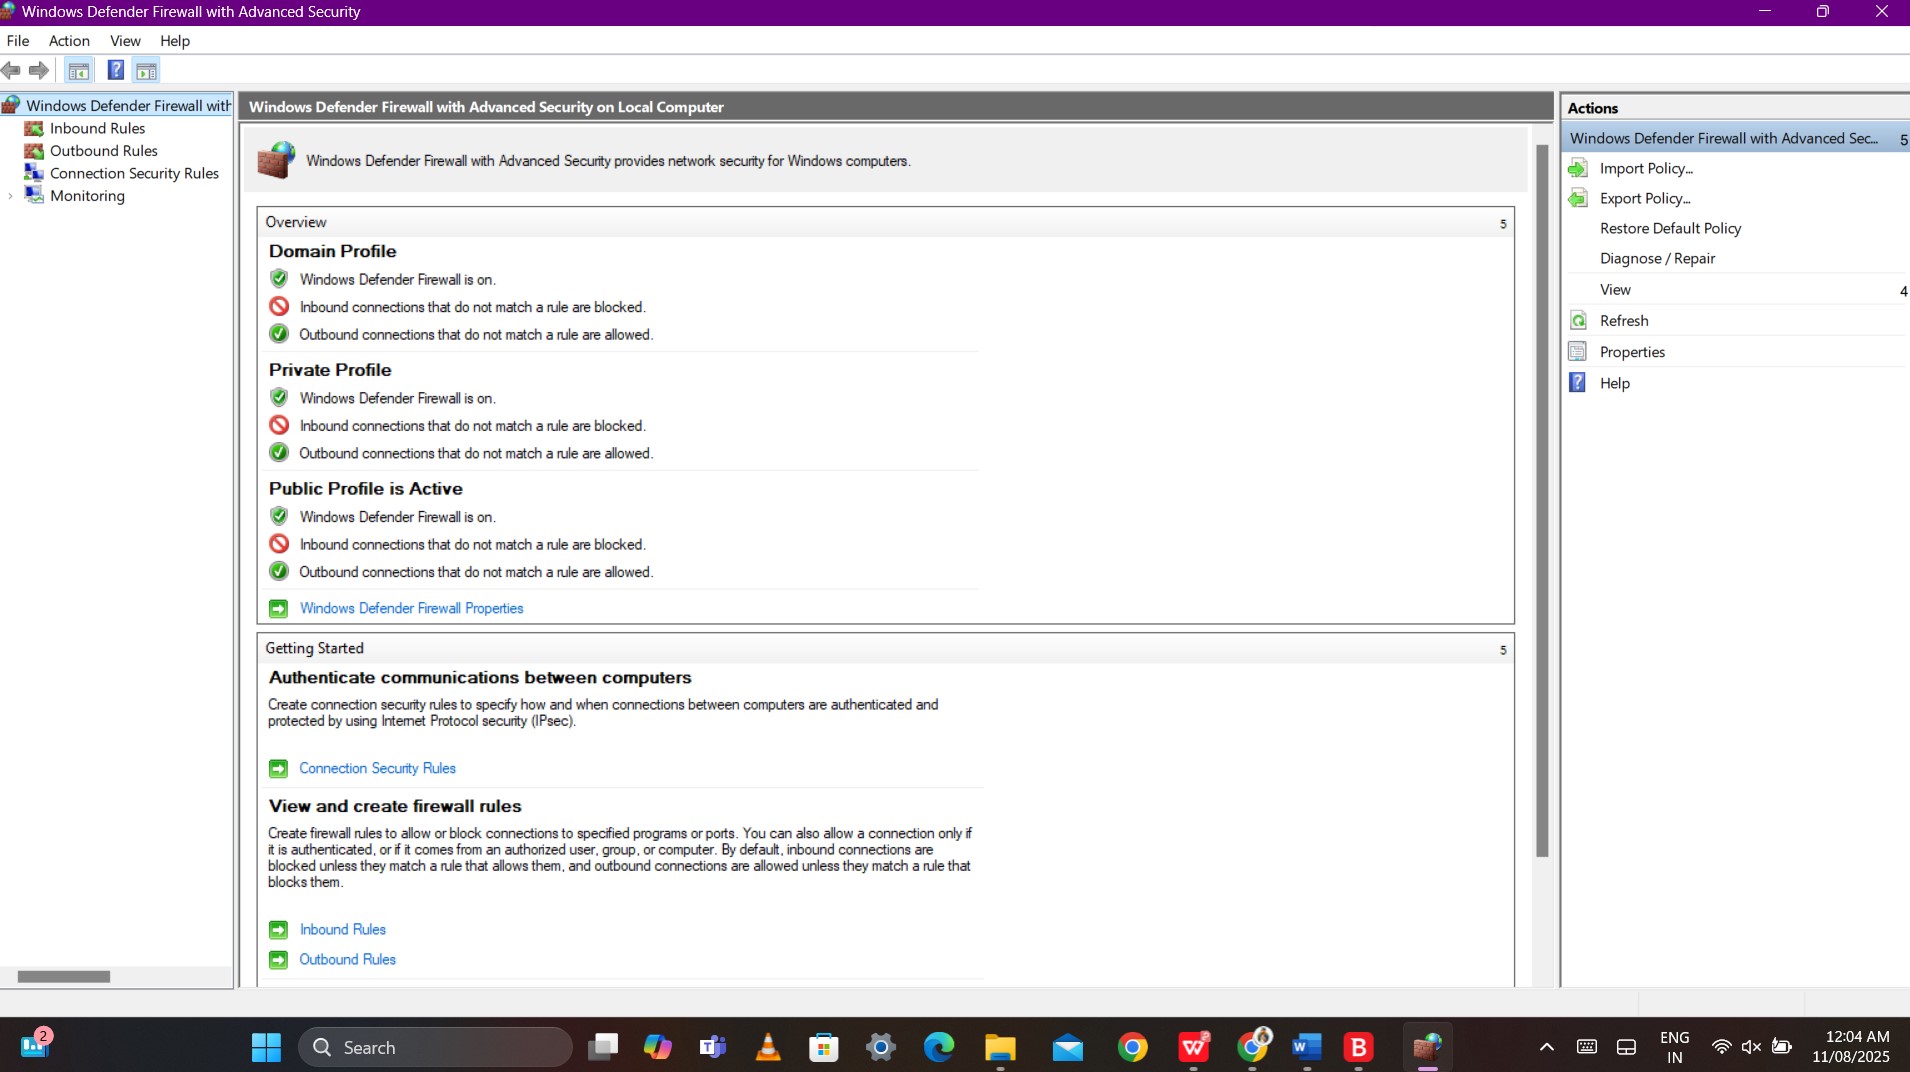 Windows Defender Firewall with Advanced Security
File Action View Help
Windows Defender Firewall with
Inbound Rules
Outbound Rules
Connection Security Rules
Monitoring
Windows Defender Firewall with Advanced Security on Local Computer
Windows Defender Firewall with Advanced Security provides network security for Windows computers.
Overview 5
Domain Profile
Windows Defender Firewall is on.
Inbound connections that do not match a rule are blocked.
Outbound connections that do not match a rule are allowed.
Private Profile
Windows Defender Firewall is on.
Inbound connections that do not match a rule are blocked.
Outbound connections that do not match a rule are allowed.
Public Profile is Active
Windows Defender Firewall is on.
Inbound connections that do not match a rule are blocked.
Outbound connections that do not match a rule are allowed.
Windows Defender Firewall Properties
Getting Started 5
Authenticate communications between computers
Create connection security rules to specify how and when connections between computers are authenticated and
protected by using Internet Protocol security (IPsec).
Connection Security Rules
View and create firewall rules
Create firewall rules to allow or block connections to specified programs or ports. You can also allow a connection only if
it is authenticated, or if it comes from an authorized user, group, or computer. By default, inbound connections are
blocked unless they match a rule that allows them, and outbound connections are allowed unless they match a rule that
blocks them.
Inbound Rules
Outbound Rules
Actions
Windows Defender Firewall with Advanced Sec... 5
Import Policy...
Export Policy...
Restore Default Policy
Diagnose / Repair
View 4
Refresh
Properties
Help
2
Search
ENG
IN
12:04 AM
11/08/2025